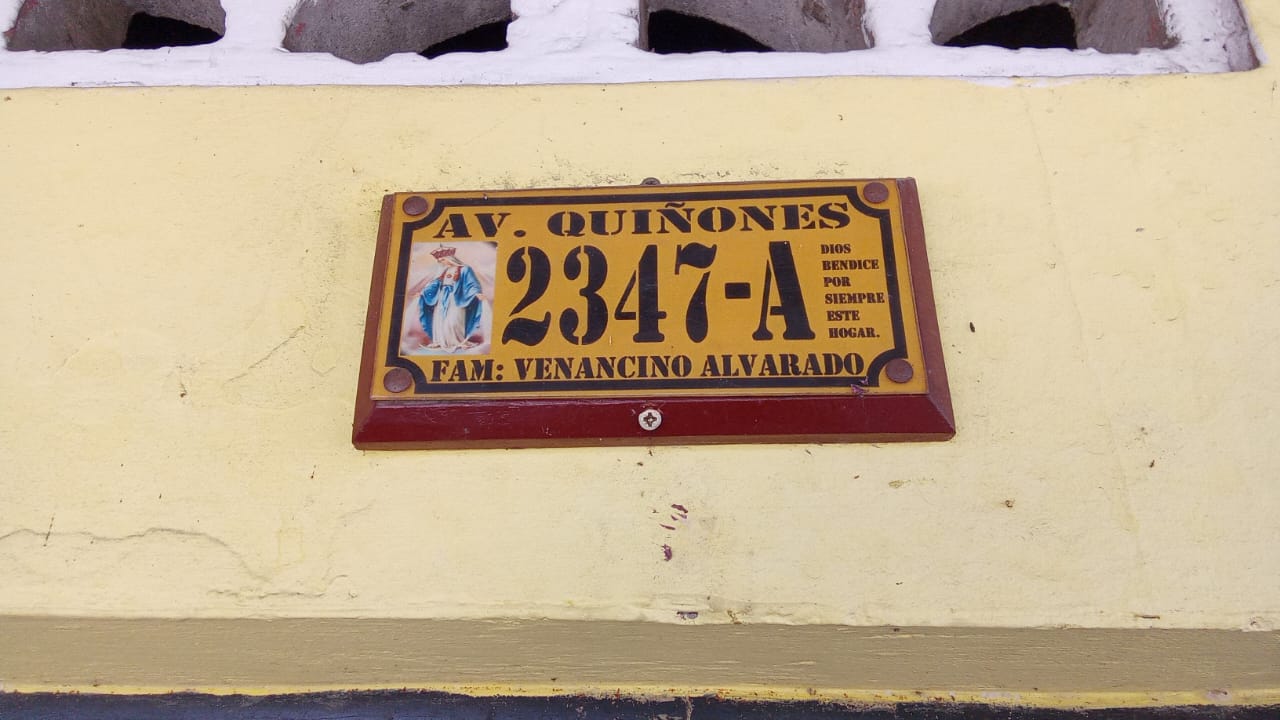 AV. QUIÑONES
2347-A
DIOS
BENDICE
POR
SIEMPRE
ESTE
HOGAR.
FAM: VENANCINO ALVARADO